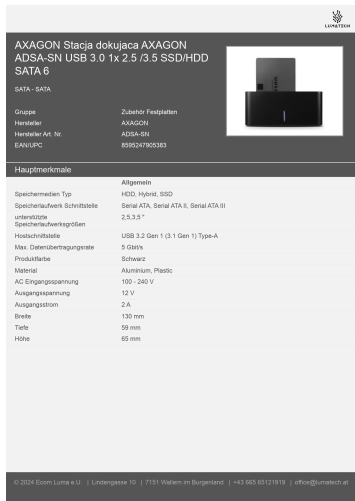 LUMATECH
AXAGON Stacja dokujaca AXAGON
ADSA-SN USB 3.0 1x 2.5 /3.5 SSD/HDD
SATA 6
SATA - SATA
Gruppe Zubehör Festplatten
Hersteller AXAGON
Hersteller Art. Nr. ADSA-SN
EAN/UPC 8595247905383
Hauptmerkmale
Allgemein
Speichermedien Typ HDD, Hybrid, SSD
Speicherlaufwerk Schnittstelle Serial ATA, Serial ATA II, Serial ATA III
unterstützte
Speicherlaufwerksgrößen 2,5,3,5 "
Hostschnittstelle USB 3.2 Gen 1 (3.1 Gen 1) Type-A
Max. Datenübertragungsrate 5 Gbit/s
Produktfarbe Schwarz
Material Aluminium, Plastic
AC Eingangsspannung 100 - 240 V
Ausgangsspannung 12 V
Ausgangsstrom 2 A
Breite 130 mm
Tiefe 59 mm
Höhe 65 mm
© 2024 Ecom Luma e.U. | Lindengasse 10 | 7151 Wallern im Burgenland | +43 665 65121919 | office@lumatech.at